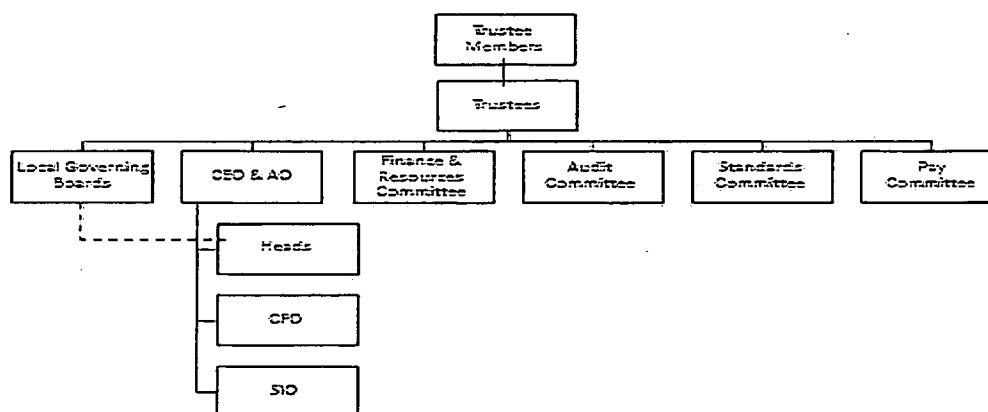 Trustee
Members
Trustees
Local Governing
Boards
CEO & AO
Finance &
Resources
Committee
Audit
Committee
Standards
Committee
Pay
Committee
Heads
CFO
SIO